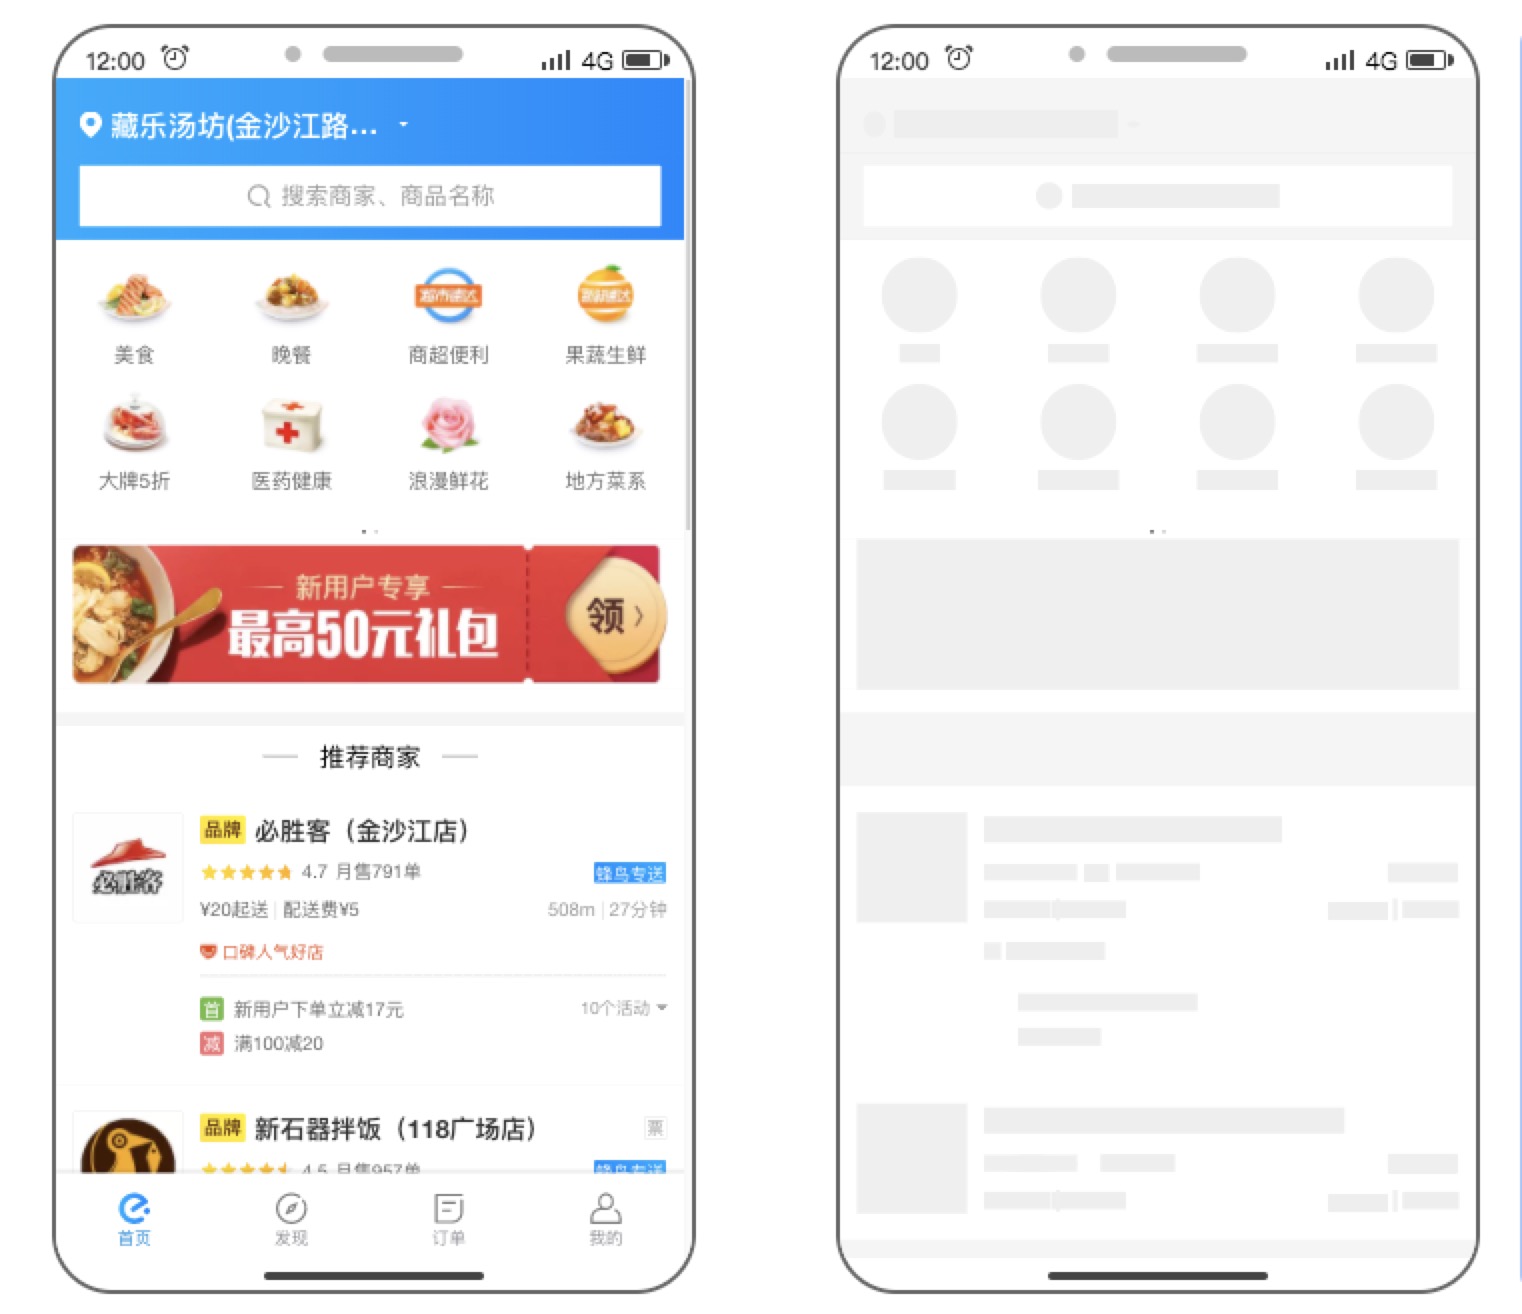 12:00
4G
藏乐汤坊(金沙江路...
搜索商家、商品名称
超市速达
美食
晚餐
商超便利
果蔬生鲜
大牌5折
医药健康
浪漫鲜花
地方菜系
新用户专享
最高50元礼包
领
推荐商家
必胜客
品牌 必胜客（金沙江店）
4.7 月售791单 蜂鸟专送
¥20起送 | 配送费¥5 508m | 27分钟
口碑人气好店
首 新用户下单立减17元 10个活动
减 满100减20
品牌 新石器拌饭（118广场店） 票
4.5 月售957单 蜂鸟专送
首页
发现
订单
我的
12:00
4G